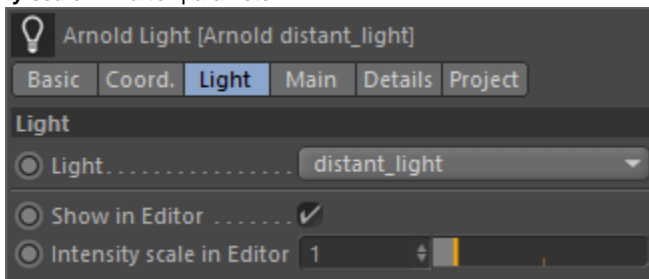 Arnold Light [Arnold distant_light]
Basic Coord. Light Main Details Project
Light
Light................ distant_light
Show in Editor .......
Intensity scale in Editor 1